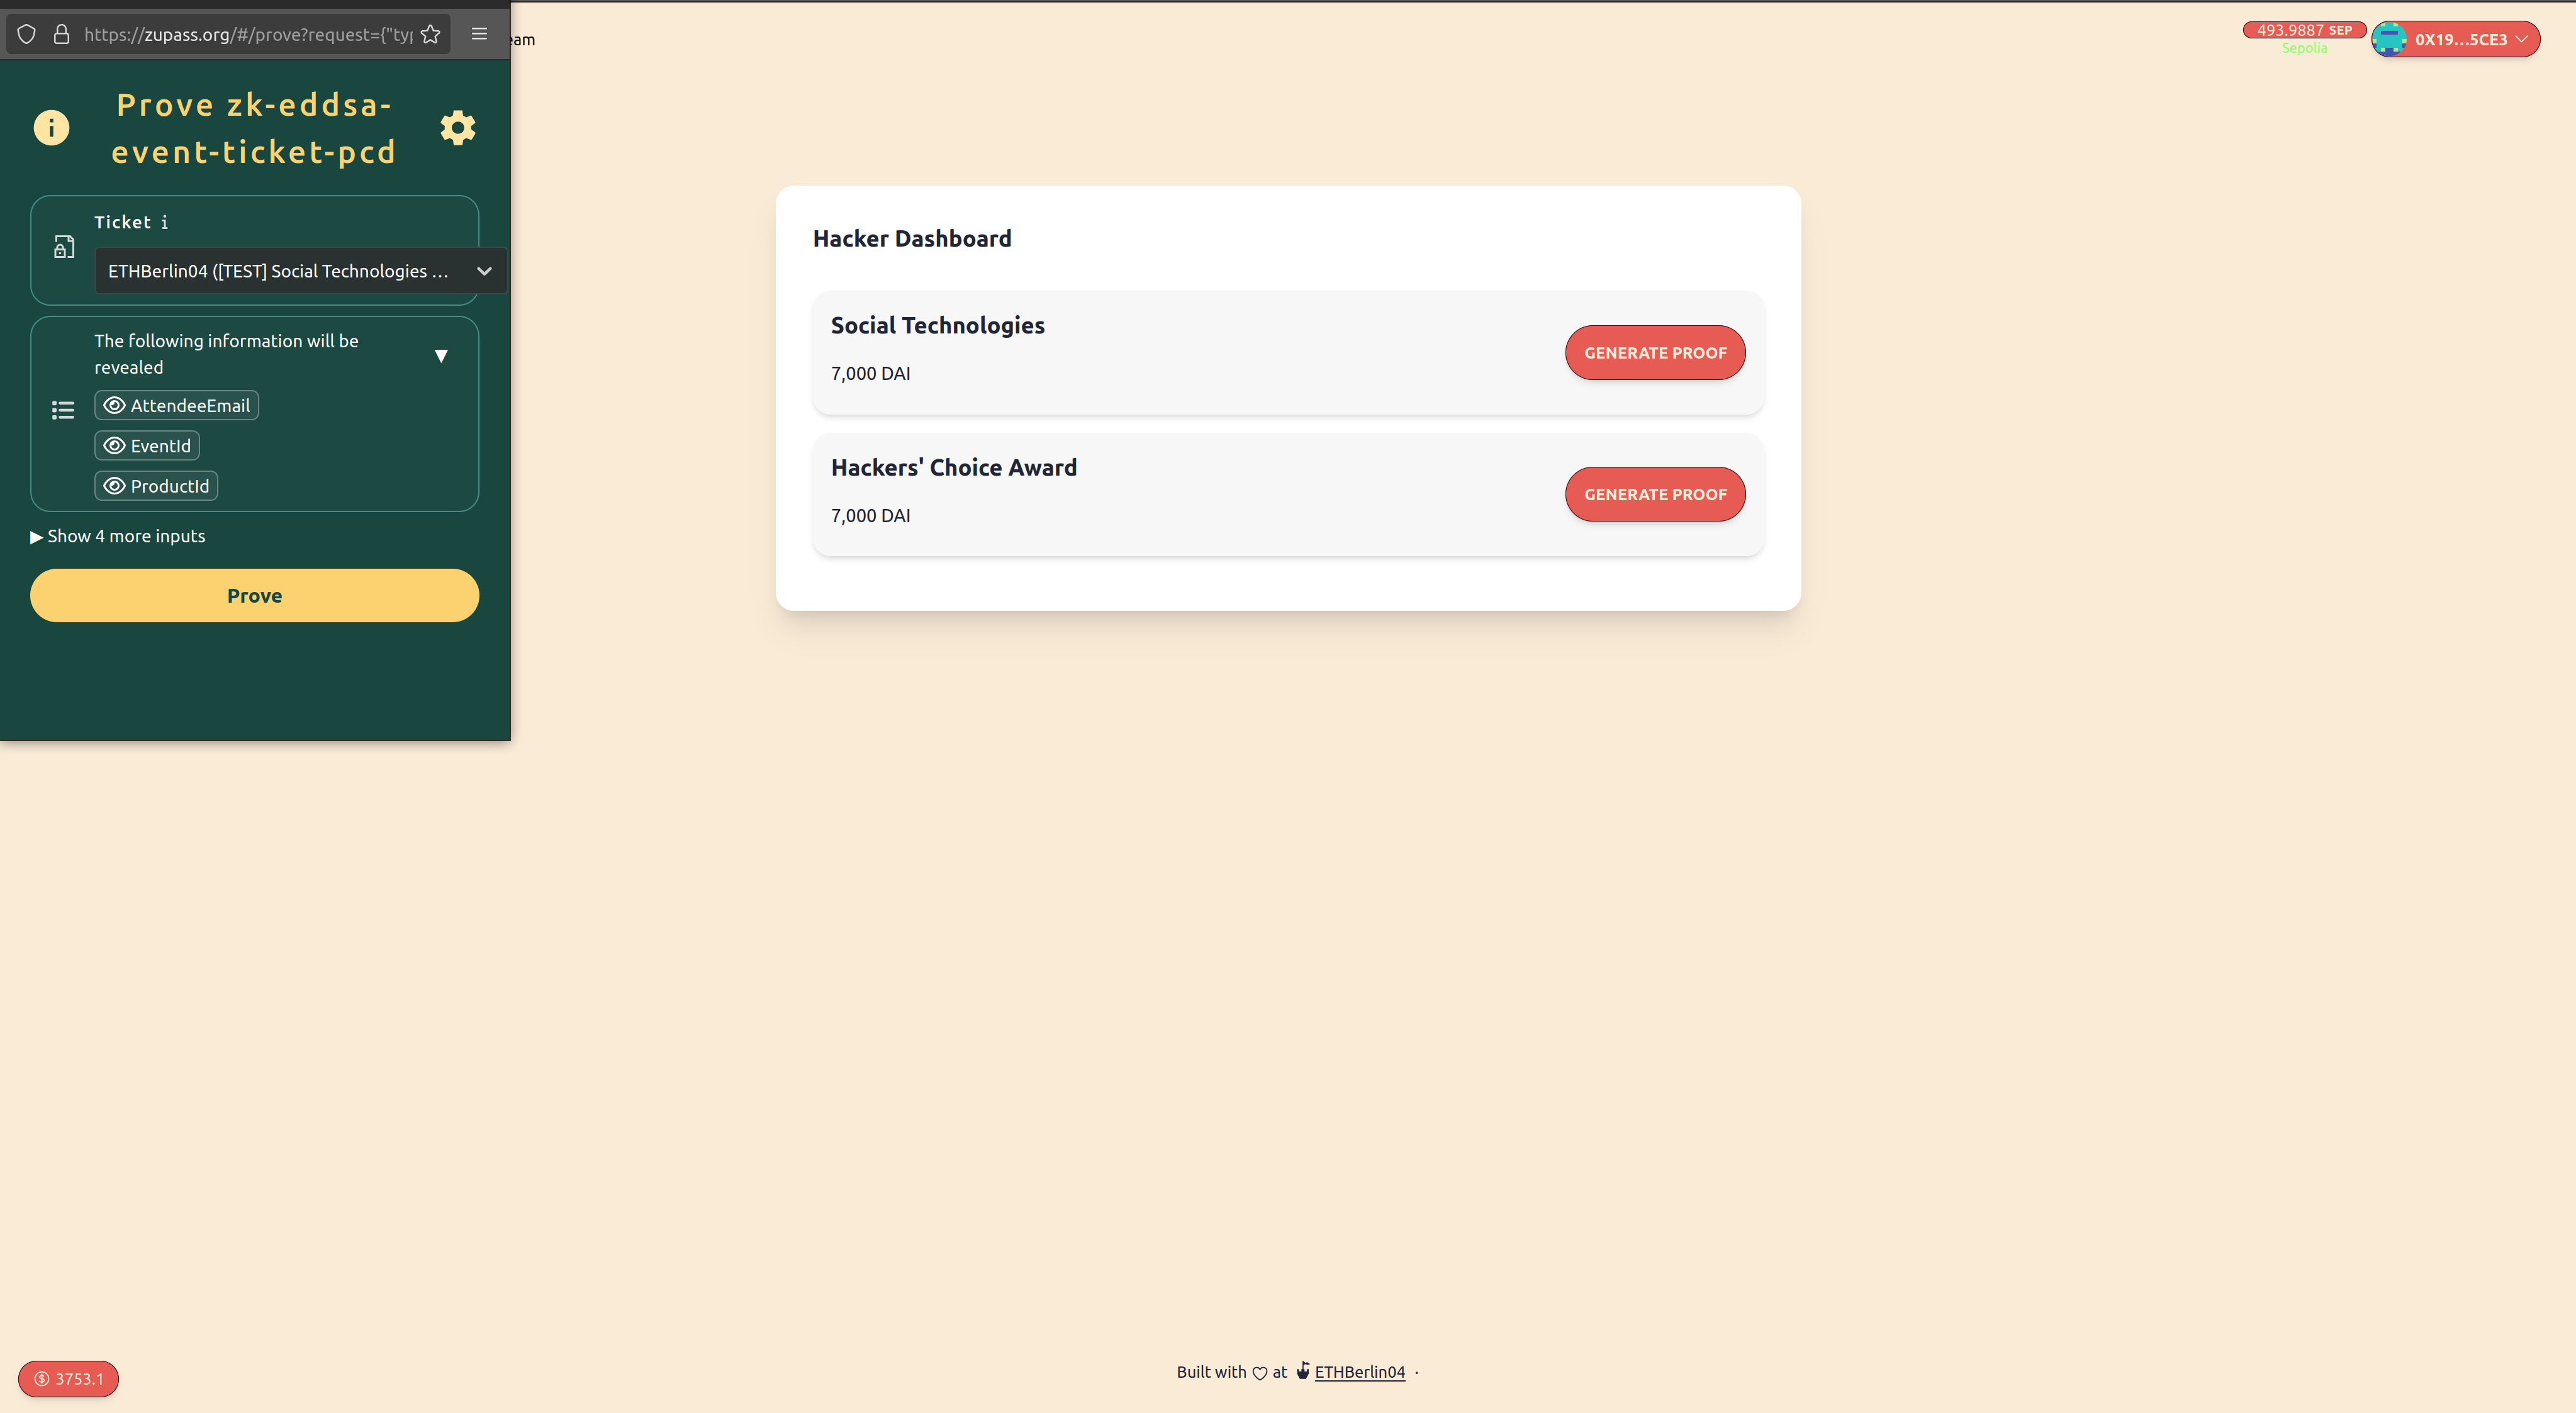 https://zupass.org/#/prove?request={"typ
Prove zk-eddsa-
event-ticket-pcd
Ticket i
ETHBerlin04 ([TEST] Social Technologies ...
The following information will be
revealed
AttendeeEmail
EventId
ProductId
Show 4 more inputs
Prove
eam
493.9887 SEP
Sepolia
0X19...5CE3
Hacker Dashboard
Social Technologies
7,000 DAI
GENERATE PROOF
Hackers' Choice Award
7,000 DAI
GENERATE PROOF
3753.1
Built with ♡ at ETHBerlin04 ·